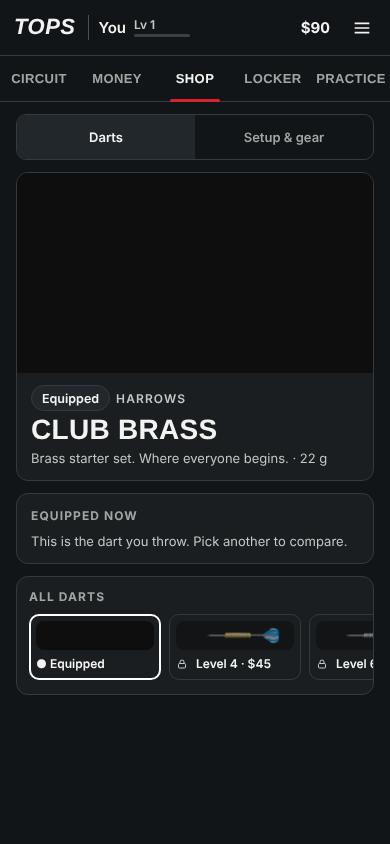 TOPS You Lv 1 $90
CIRCUIT MONEY SHOP LOCKER PRACTICE
Darts Setup & gear
Equipped HARROWS
CLUB BRASS
Brass starter set. Where everyone begins. · 22 g
EQUIPPED NOW
This is the dart you throw. Pick another to compare.
ALL DARTS
Equipped Level 4 · $45 Level